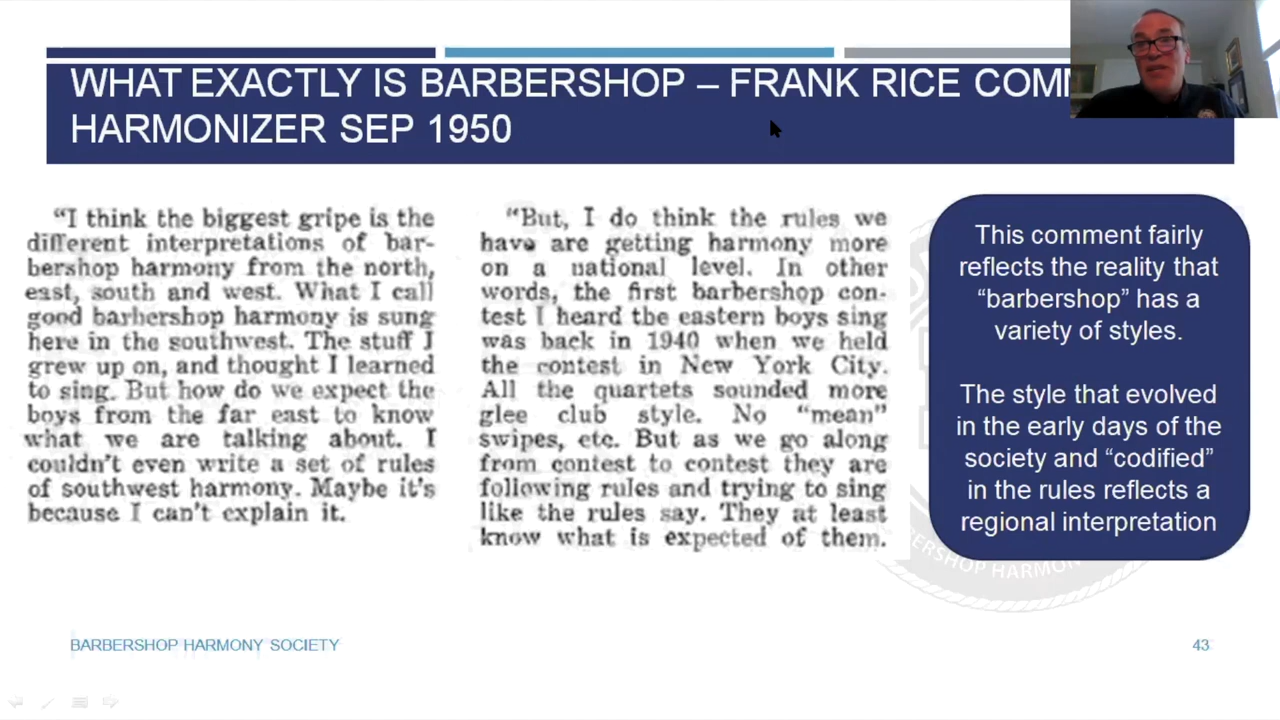 WHAT EXACTLY IS BARBERSHOP – FRANK RICE
HARMONIZER SEP 1950
“I think the biggest gripe is the
different interpretations of bar-
bershop harmony from the north,
east, south and west. What I call
good barbershop harmony is sung
here in the southwest. The stuff I
grew up on, and thought I learned
to sing. But how do we expect the
boys from the far east to know
what we are talking about. I
couldn’t even write a set of rules
of southwest harmony. Maybe it’s
because I can’t explain it.
“But, I do think the rules we
have are getting harmony more
on a national level. In other
words, the first barbershop con-
test I heard the eastern boys sing
was back in 1940 when we held
the contest in New York City.
All the quartets sounded more
glee club style. No “mean”
swipes, etc. But as we go along
from contest to contest they are
following rules and trying to sing
like the rules say. They at least
know what is expected of them.
This comment fairly
reflects the reality that
“barbershop” has a
variety of styles.
The style that evolved
in the early days of the
society and “codified”
in the rules reflects a
regional interpretation
BARBERSHOP HARMONY SOCIETY
43